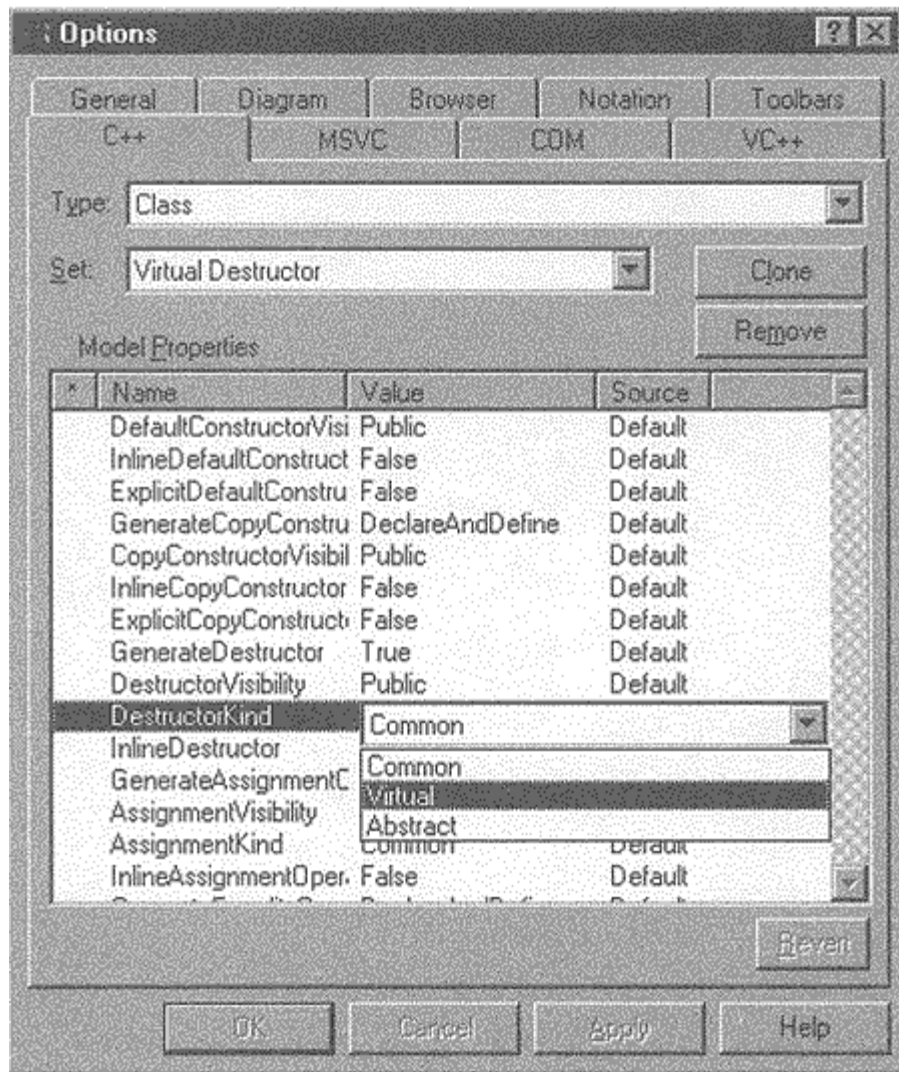 Options
General Diagram Browser Notation Toolbars
C++ MSVC COM VC++
Type: Class
Set: Virtual Destructor Clone
Remove
Model Properties
* Name Value Source
DefaultConstructorVisi Public Default
InlineDefaultConstruct False Default
ExplicitDefaultConstru False Default
GenerateCopyConstru DeclareAndDefine Default
CopyConstructorVisibil Public Default
InlineCopyConstructor False Default
ExplicitCopyConstruct False Default
GenerateDestructor True Default
DestructorVisibility Public Default
DestructorKind Common
InlineDestructor Common
GenerateAssignmentO Virtual
AssignmentVisibility Abstract
AssignmentKind Common Default
InlineAssignmentOper False Default
Revert
OK Cancel Apply Help